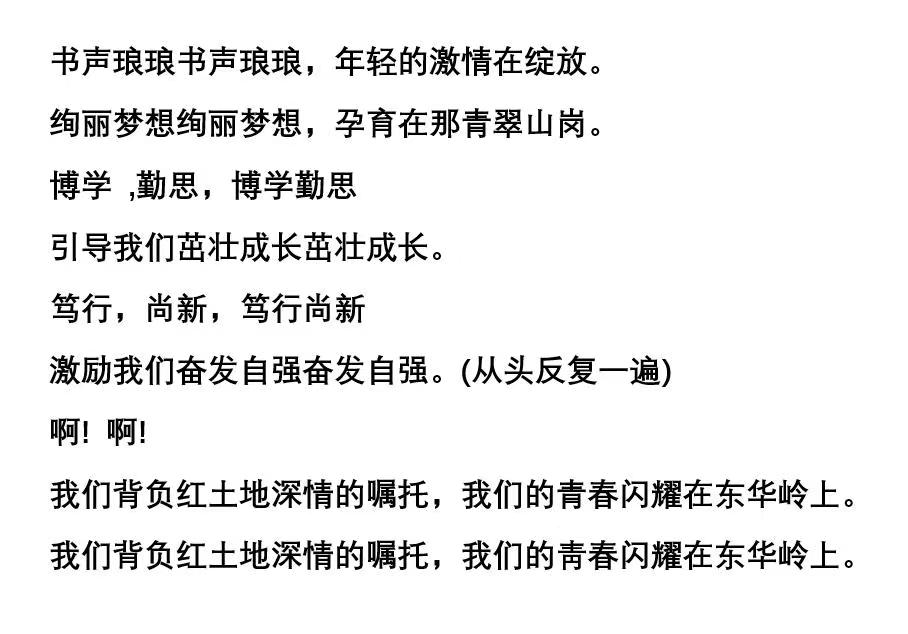 书声琅琅书声琅琅，年轻的激情在绽放。
绚丽梦想绚丽梦想，孕育在那青翠山岗。
博学 ,勤思，博学勤思
引导我们茁壮成长茁壮成长。
笃行，尚新，笃行尚新
激励我们奋发自强奋发自强。(从头反复一遍)
啊! 啊!
我们背负红土地深情的嘱托，我们的青春闪耀在东华岭上。
我们背负红土地深情的嘱托，我们的青春闪耀在东华岭上。